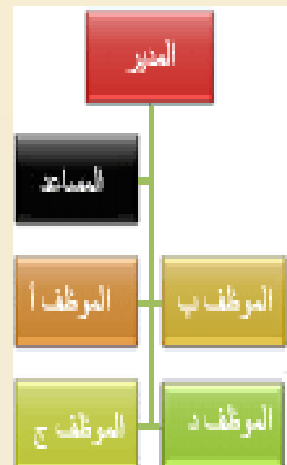 المدير
المساعد
الموظف ب
الموظف أ
الموظف د
الموظف ج